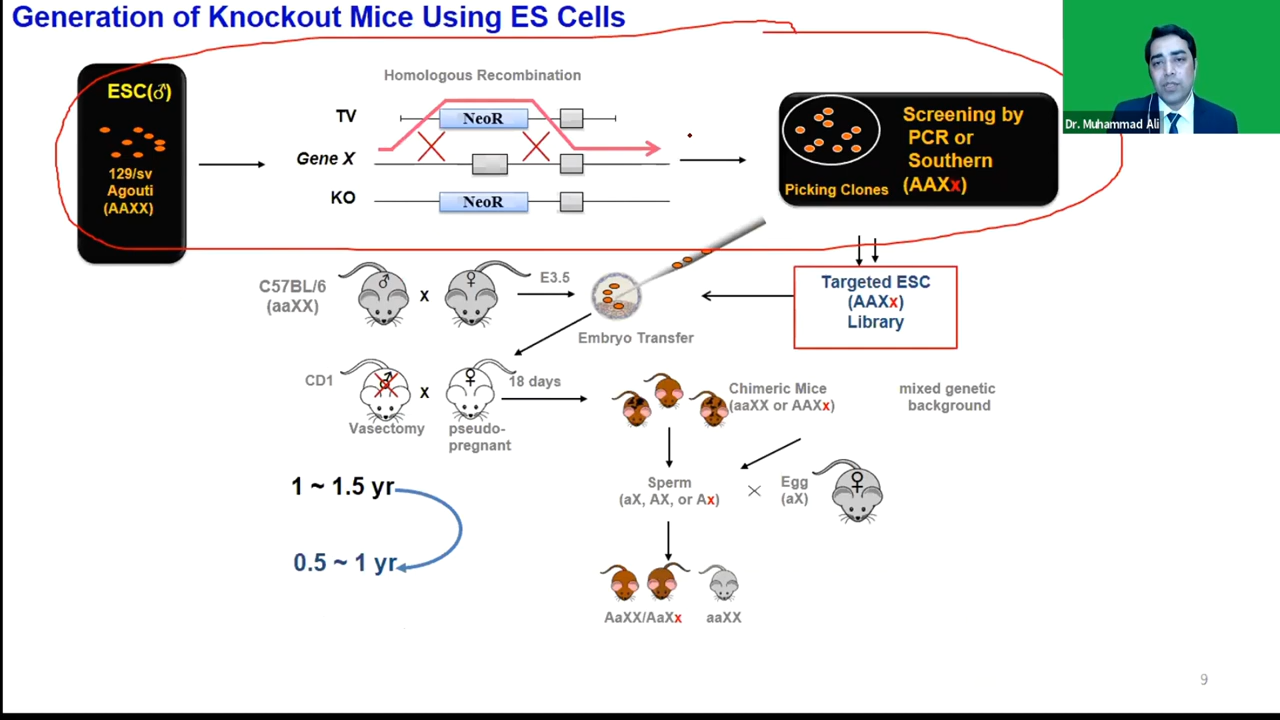 Generation of Knockout Mice Using ES Cells
ESC(♂)
129/sv
Agouti
(AAXX)
Homologous Recombination
TV
NeoR
Gene X
KO
NeoR
Picking Clones
Screening by
PCR or
Southern
(AAXx)
Dr. Muhammad Ali
C57BL/6
(aaXX)
♂
X
♀
E3.5
Embryo Transfer
Targeted ESC
(AAXx)
Library
CD1
♂
X
♀
18 days
Vasectomy
pseudo-
pregnant
Chimeric Mice
(aaXX or AAXx)
mixed genetic
background
1 ~ 1.5 yr
0.5 ~ 1 yr
Sperm
(aX, AX, or Ax)
×
Egg
(aX)
♀
AaXX/AaXx
aaXX
9